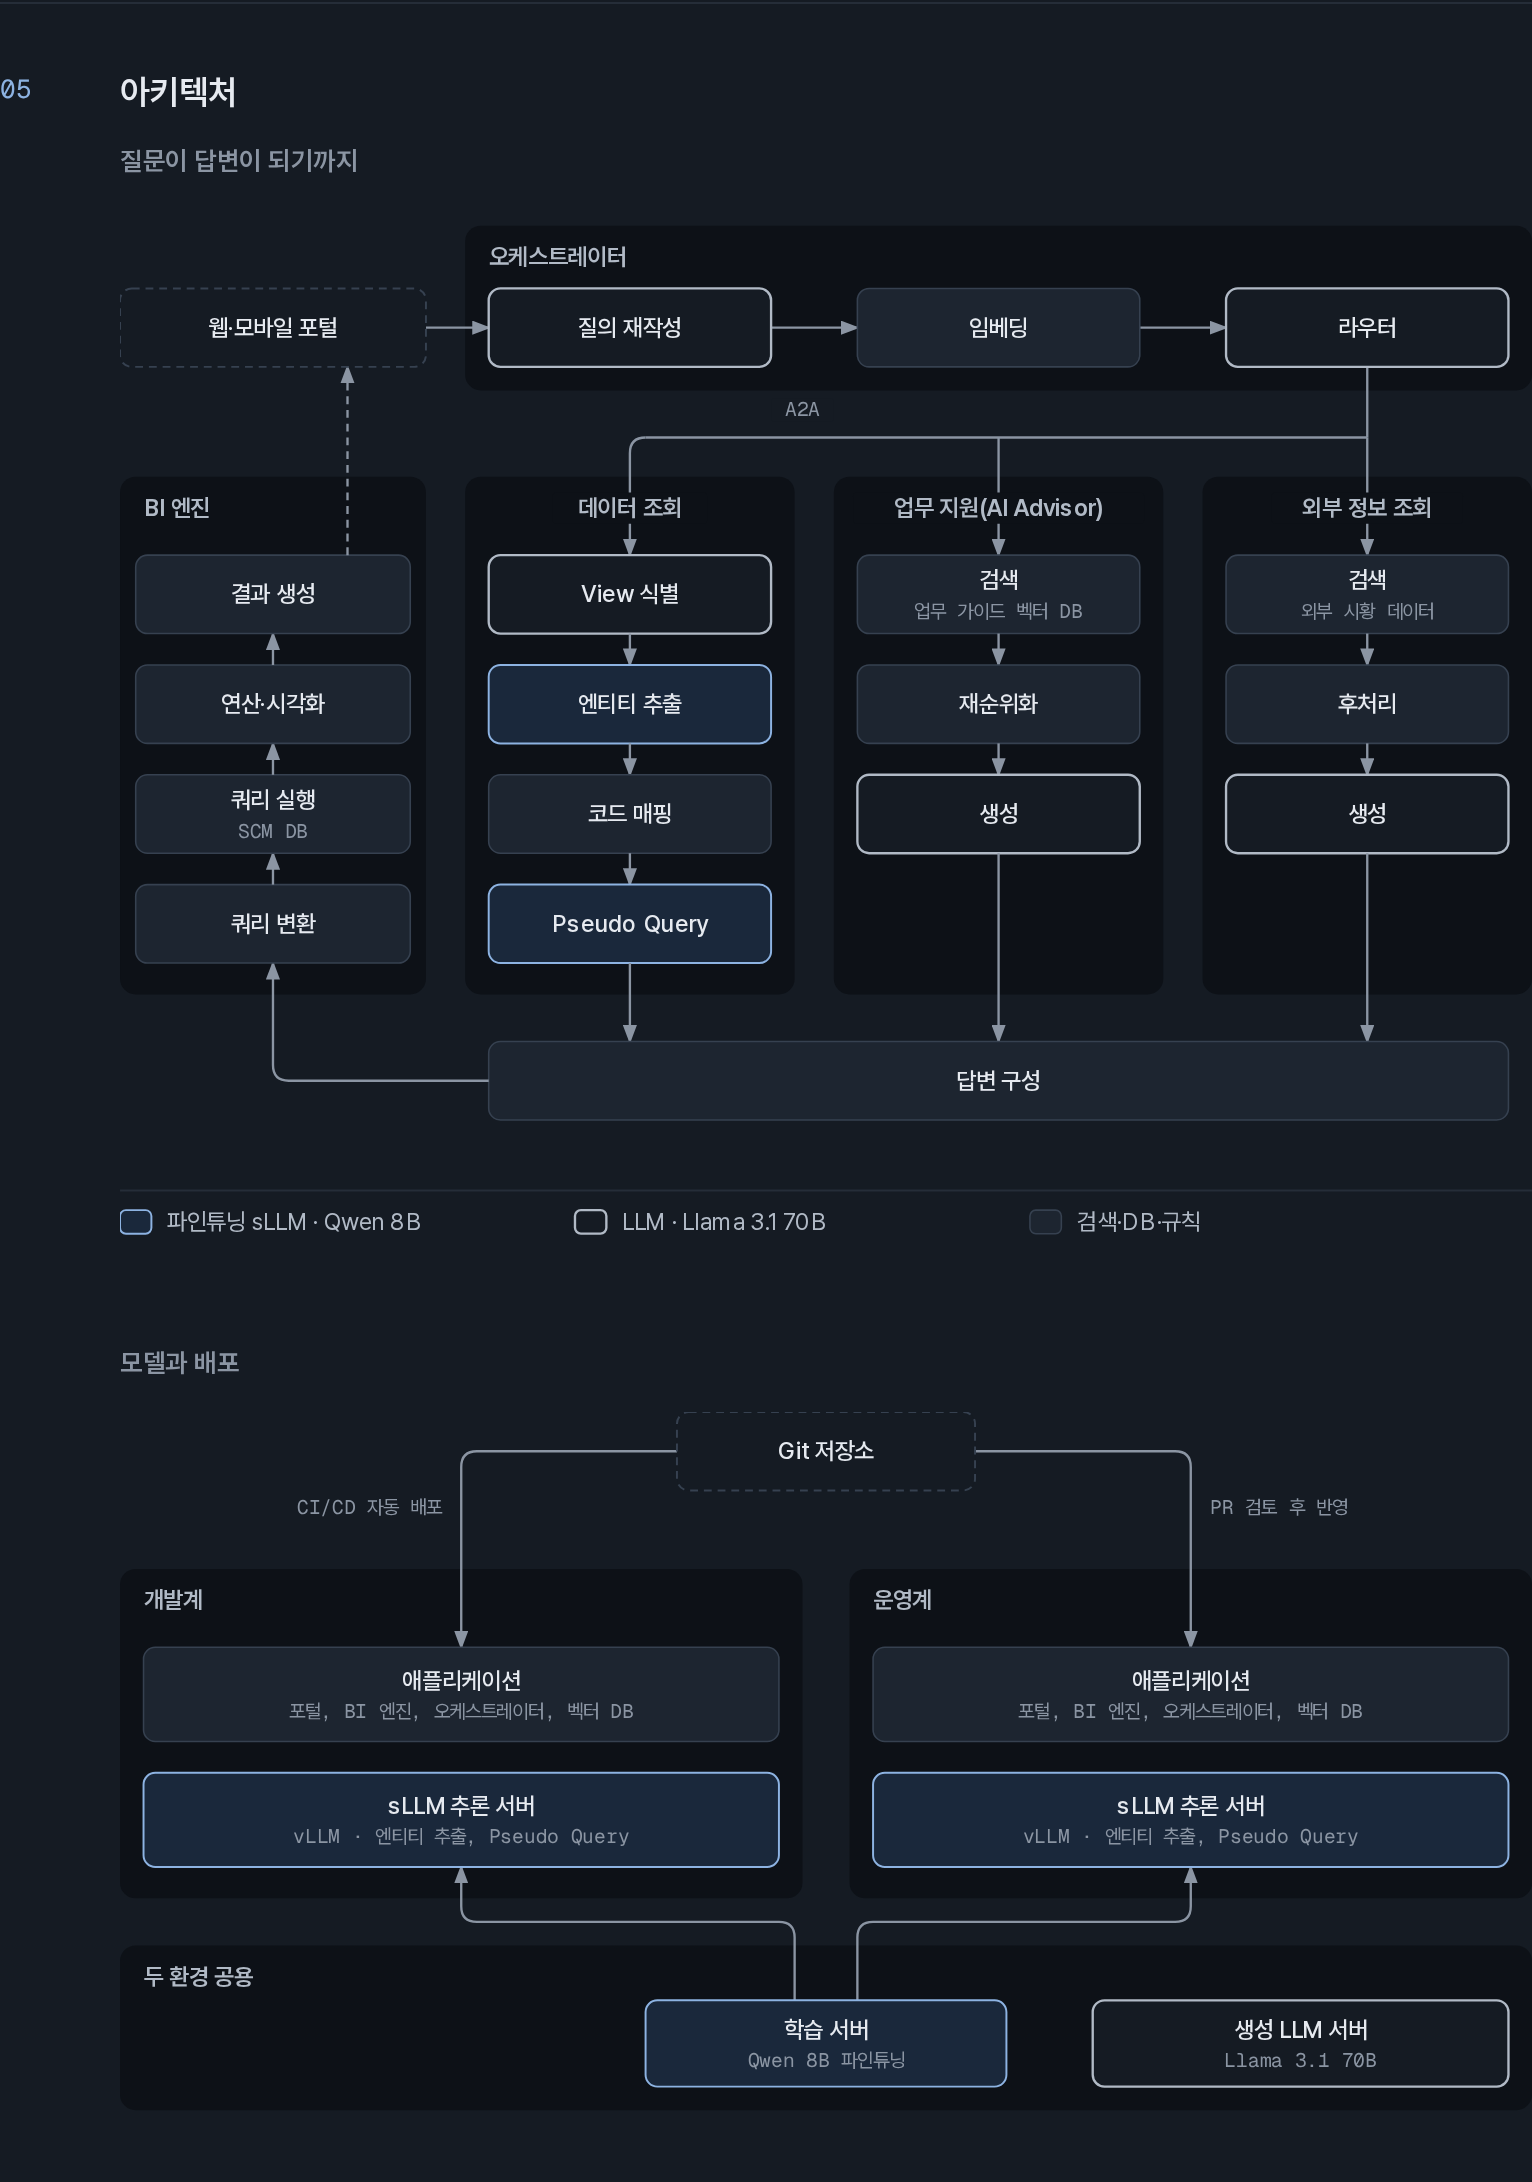 05
아키텍처
질문이 답변이 되기까지
오케스트레이터
웹·모바일 포털
질의 재작성
임베딩
라우터
A2A
BI 엔진
결과 생성
연산·시각화
쿼리 실행
SCM DB
쿼리 변환
데이터 조회
View 식별
엔티티 추출
코드 매핑
Pseudo Query
업무 지원(AI Advisor)
검색
업무 가이드 벡터 DB
재순위화
생성
외부 정보 조회
검색
외부 시황 데이터
후처리
생성
답변 구성
파인튜닝 sLLM · Qwen 8B
LLM · Llama 3.1 70B
검색·DB·규칙
모델과 배포
Git 저장소
CI/CD 자동 배포
PR 검토 후 반영
개발계
애플리케이션
포털, BI 엔진, 오케스트레이터, 벡터 DB
sLLM 추론 서버
vLLM · 엔티티 추출, Pseudo Query
운영계
애플리케이션
포털, BI 엔진, 오케스트레이터, 벡터 DB
sLLM 추론 서버
vLLM · 엔티티 추출, Pseudo Query
두 환경 공용
학습 서버
Qwen 8B 파인튜닝
생성 LLM 서버
Llama 3.1 70B